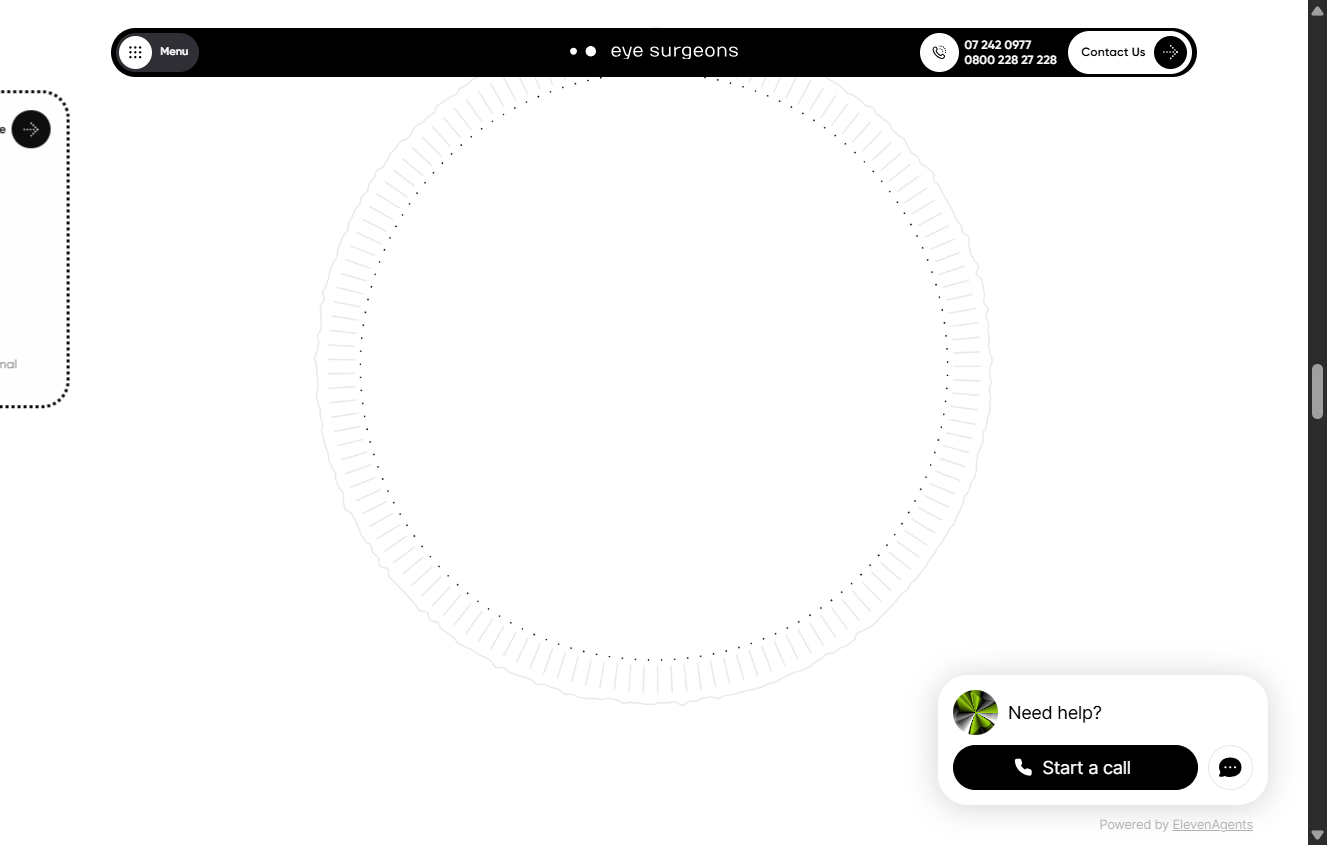 Menu
eye surgeons
07 242 0977
0800 228 27 228
Contact Us
e
nal
Need help?
Start a call
Powered by ElevenAgents